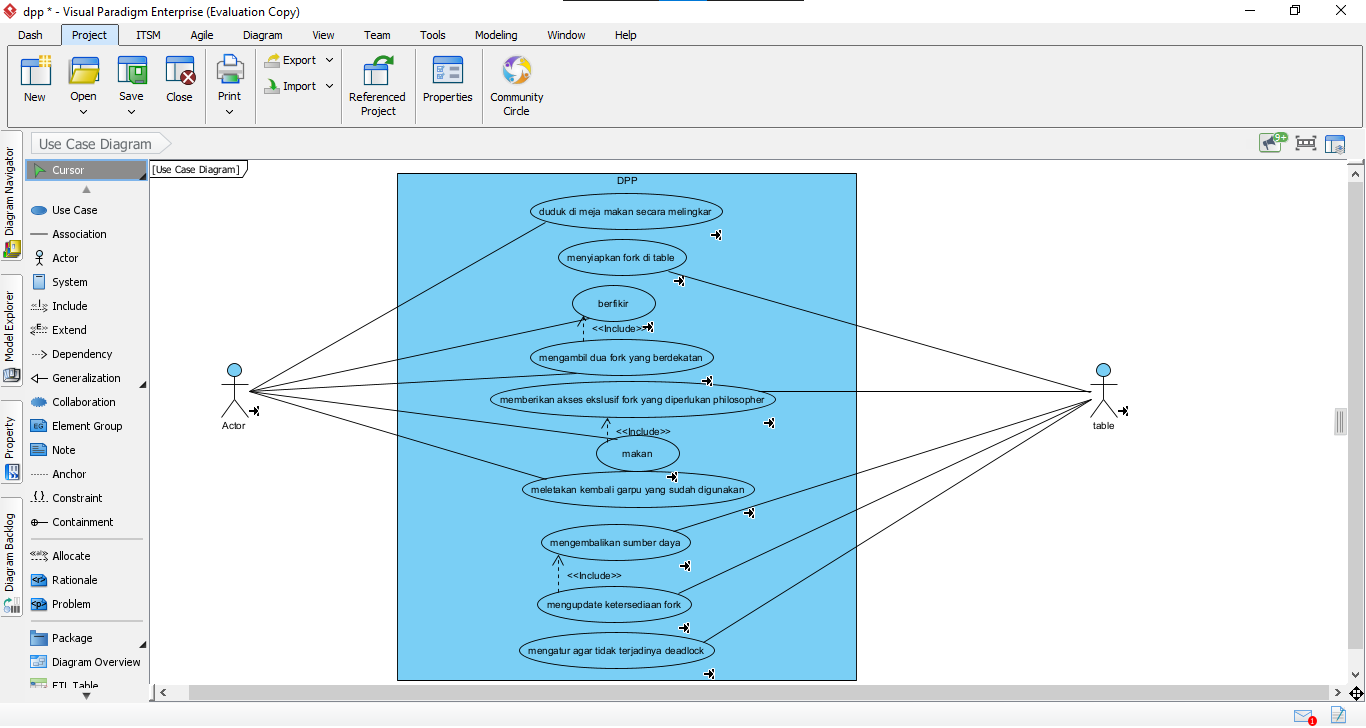 dpp * - Visual Paradigm Enterprise (Evaluation Copy)
Dash Project ITSM Agile Diagram View Team Tools Modeling Window Help
New Open Save Close Print Export Import Referenced Project Properties Community Circle
Use Case Diagram
9+
Diagram Navigator
Model Explorer
Property
Diagram Backlog
Cursor
Use Case
Association
Actor
System
Include
Extend
Dependency
Generalization
Collaboration
Element Group
Note
Anchor
Constraint
Containment
Allocate
Rationale
Problem
Package
Diagram Overview
ETL Table
[Use Case Diagram]
DPP
duduk di meja makan secara melingkar
menyiapkan fork di table
berfikir
<<Include>>
mengambil dua fork yang berdekatan
memberikan akses ekslusif fork yang diperlukan philosopher
<<Include>>
makan
meletakan kembali garpu yang sudah digunakan
mengembalikan sumber daya
<<Include>>
mengupdate ketersediaan fork
mengatur agar tidak terjadinya deadlock
Actor
table
1